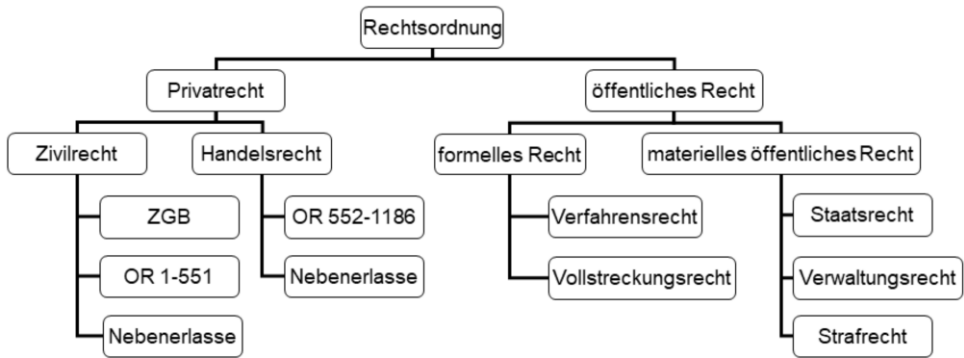 Rechtsordnung
Privatrecht
öffentliches Recht
Zivilrecht
Handelsrecht
formelles Recht
materielles öffentliches Recht
ZGB
OR 552-1186
Verfahrensrecht
Staatsrecht
OR 1-551
Nebenerlasse
Vollstreckungsrecht
Verwaltungsrecht
Nebenerlasse
Strafrecht